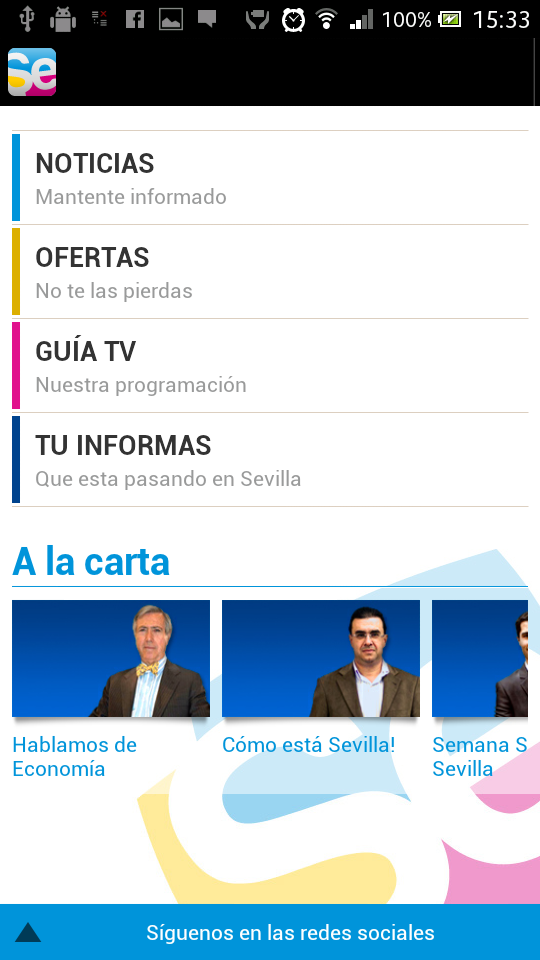 100% 15:33
Se
NOTICIAS
Mantente informado
OFERTAS
No te las pierdas
GUÍA TV
Nuestra programación
TU INFORMAS
Que esta pasando en Sevilla
A la carta
Hablamos de
Economía
Cómo está Sevilla!
Semana S
Sevilla
Síguenos en las redes sociales